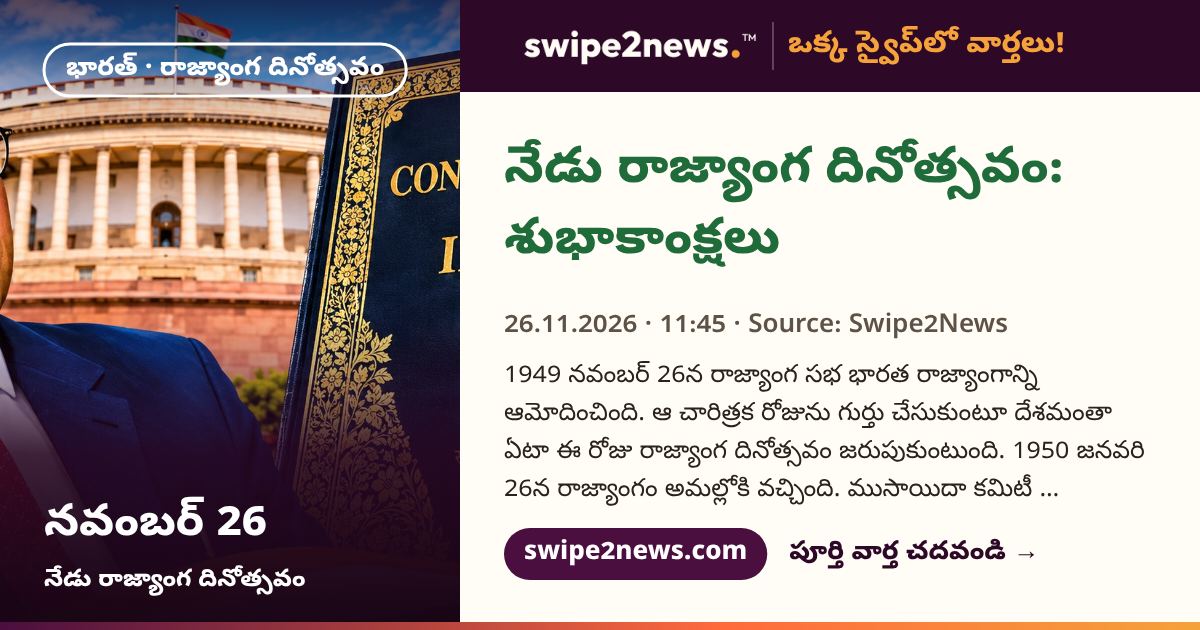 భారత్ · రాజ్యాంగ దినోత్సవం
CON
నవంబర్ 26
నేడు రాజ్యాంగ దినోత్సవం
swipe2news.™
ఒక్క స్వైప్‌లో వార్తలు!
నేడు రాజ్యాంగ దినోత్సవం:
శుభాకాంక్షలు
26.11.2026 · 11:45 · Source: Swipe2News
1949 నవంబర్ 26న రాజ్యాంగ సభ భారత రాజ్యాంగాన్ని
ఆమోదించింది. ఆ చారిత్రక రోజును గుర్తు చేసుకుంటూ దేశమంతా
ఏటా ఈ రోజు రాజ్యాంగ దినోత్సవం జరుపుకుంటుంది. 1950 జనవరి
26న రాజ్యాంగం అమల్లోకి వచ్చింది. ముసాయిదా కమిటీ ...
swipe2news.com
పూర్తి వార్త చదవండి →